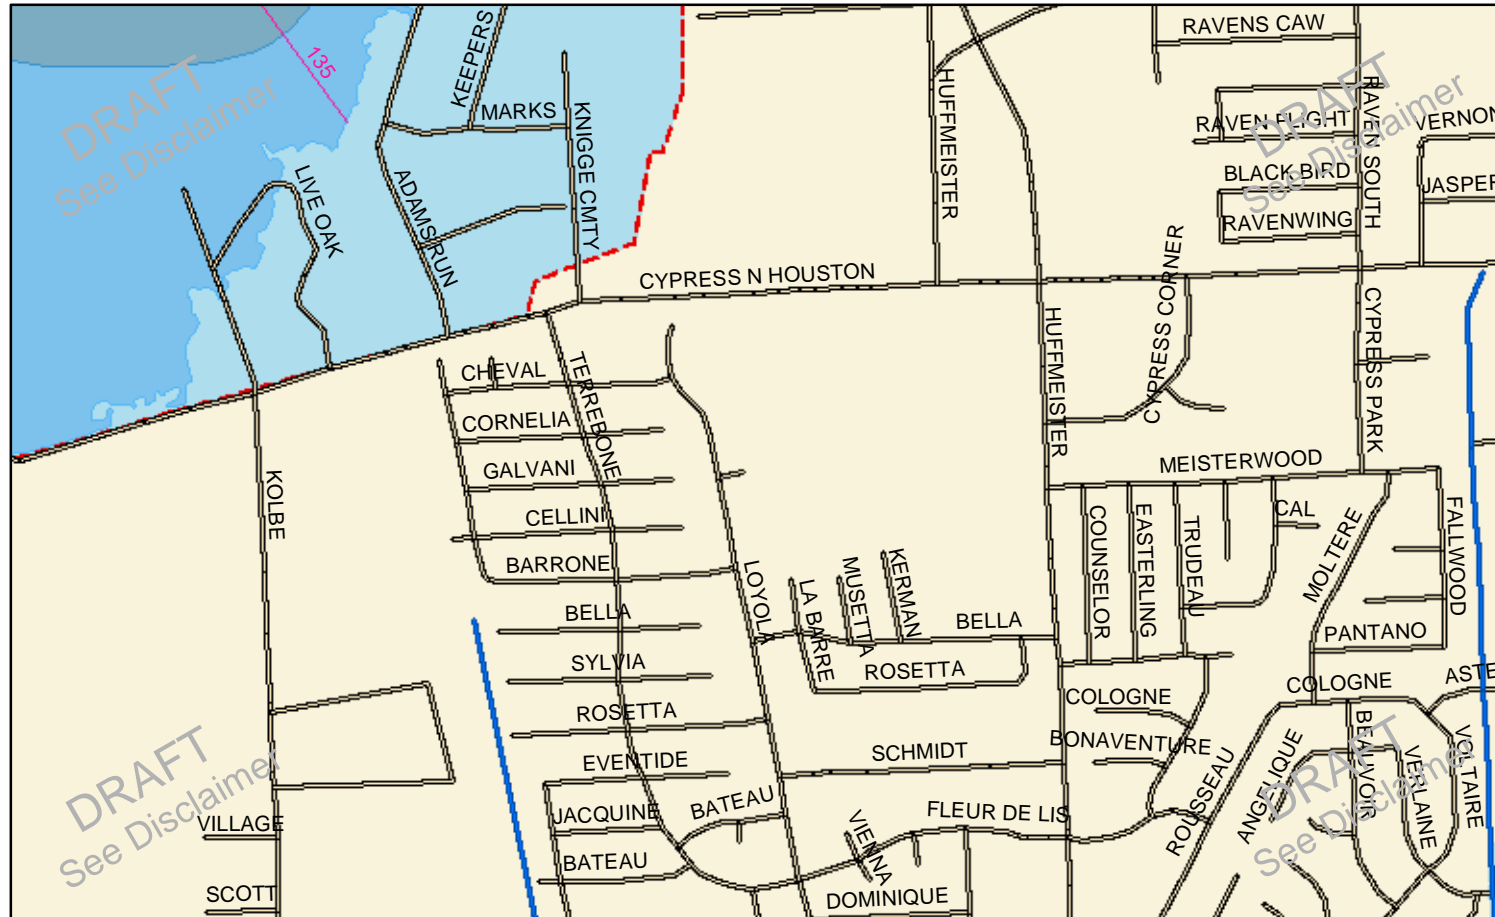 KEEPERS
RAVENS CAW
135
DRAFT
See Disclaimer
MARKS
KNIGGE CMTY
HUFFMEISTER
RAVEN SOUTH
DRAFT
See Disclaimer
RAVEN FLIGHT
VERNON
BLACK BIRD
JASPER
RAVENWING
LIVE OAK
ADAMS RUN
CYPRESS N HOUSTON
CYPRESS CORNER
CYPRESS PARK
HUFFMEISTER
CHEVAL
TERREBONE
CORNELIA
GALVANI
MEISTERWOOD
KOLBE
CELLINI
COUNSELOR
EASTERLING
TRUDEAU
CAL
MOLTERE
FALLWOOD
BARRONE
LOYOLA
LA BARRE
MUSETTA
KERMAN
BELLA
BELLA
PANTANO
SYLVIA
ROSETTA
COLOGNE
COLOGNE
ASTE
ROSETTA
BONAVENTURE
SCHMIDT
EVENTIDE
ROUSSEAU
ANGELIQUE
BEAUVOIR
VERLAINE
VOLTAIRE
DRAFT
See Disclaimer
DRAFT
See Disclaimer
VILLAGE
JACQUINE
BATEAU
VIENNA
FLEUR DE LIS
BATEAU
SCOTT
DOMINIQUE